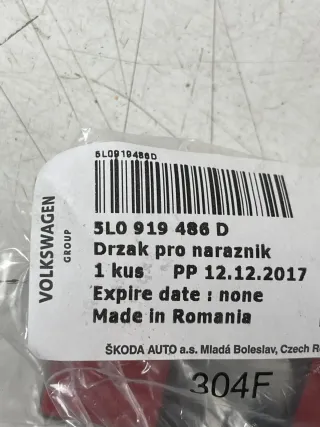 5L0919486D
VOLKSWAGEN
GROUP
5L0 919 486 D
Drzak pro naraznik
1 kus PP 12.12.2017
Expire date : none
Made in Romania
ŠKODA AUTO a.s. Mladá Boleslav, Czech R
304F